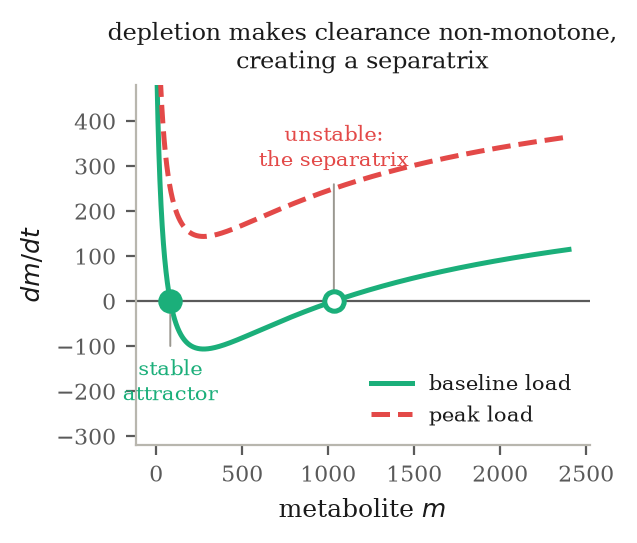 depletion makes clearance non-monotone,
creating a separatrix
400
300
200
100
0
−100
−200
−300
dm/dt
unstable:
the separatrix
stable
attractor
baseline load
peak load
0
500
1000
1500
2000
2500
metabolite m